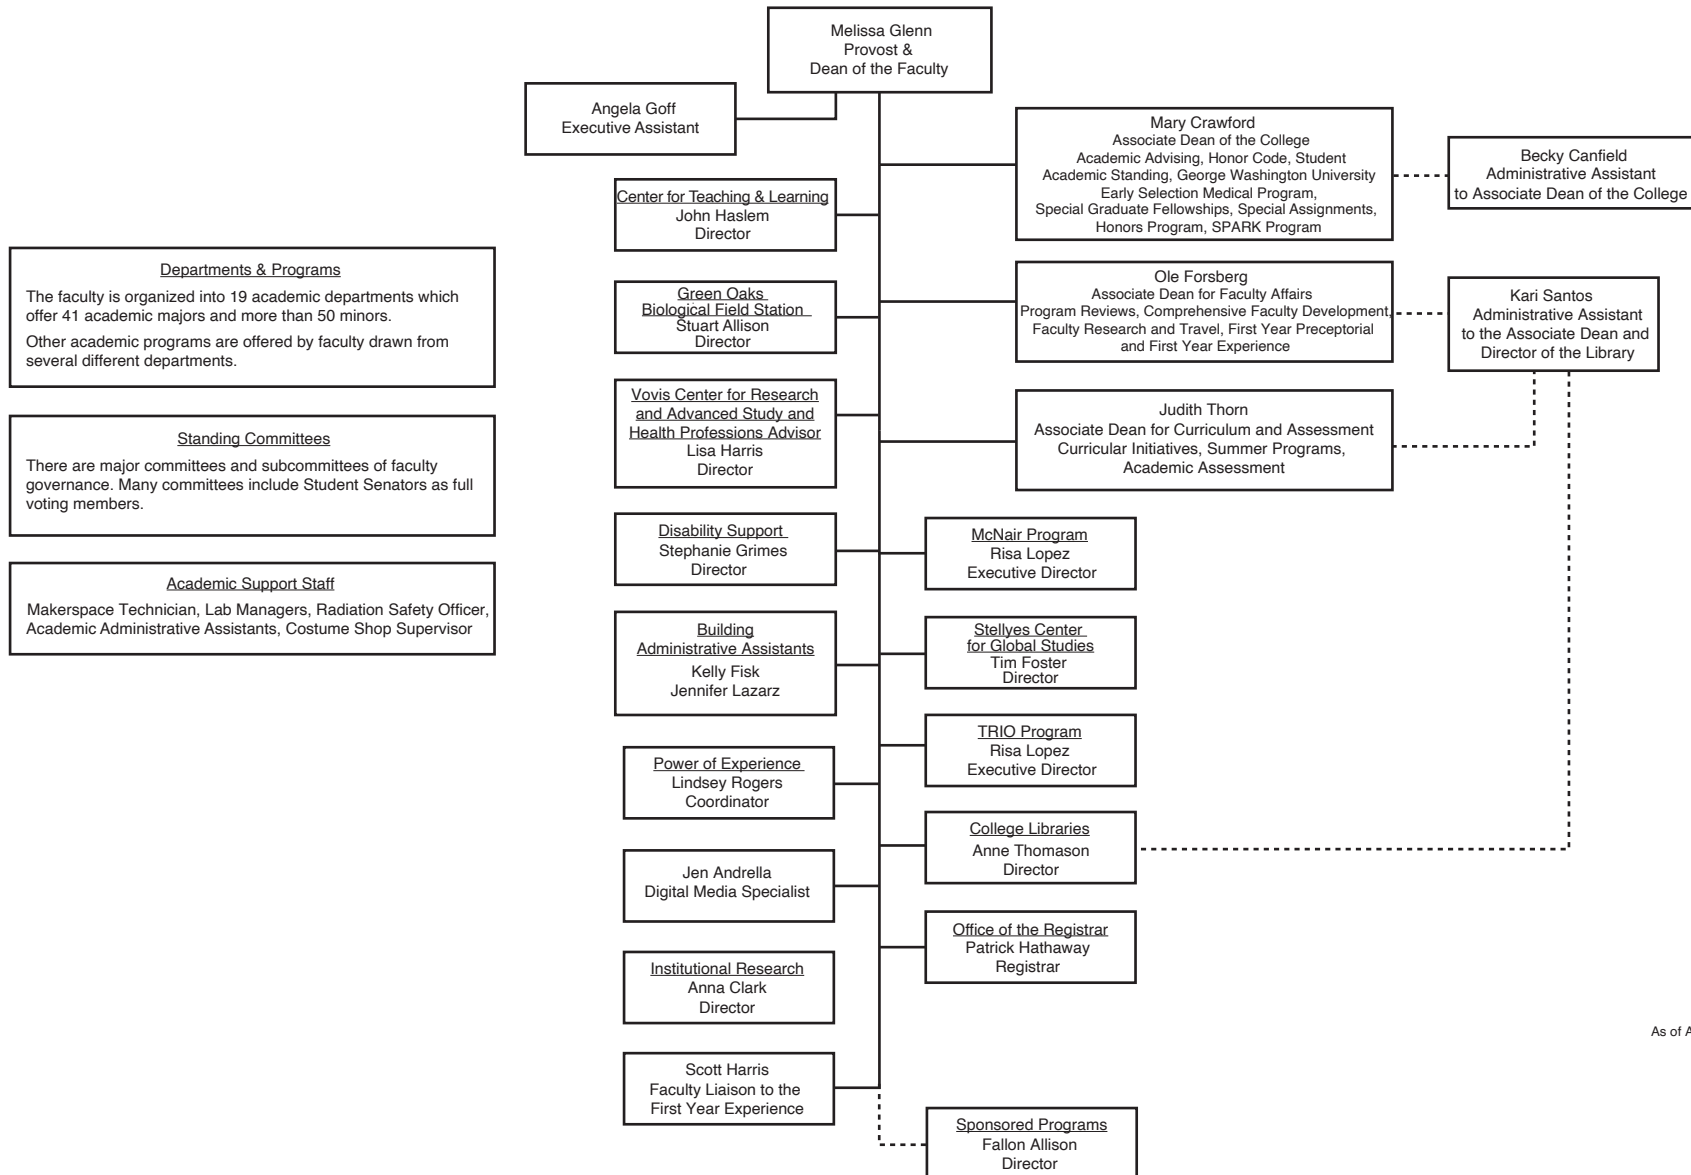 Melissa Glenn
Provost &
Dean of the Faculty
Angela Goff
Executive Assistant
Mary Crawford
Associate Dean of the College
Academic Advising, Honor Code, Student
Academic Standing, George Washington University
Early Selection Medical Program,
Special Graduate Fellowships, Special Assignments,
Honors Program, SPARK Program
Becky Canfield
Administrative Assistant
to Associate Dean of the College
Center for Teaching & Learning
John Haslem
Director
Departments & Programs
The faculty is organized into 19 academic departments which
offer 41 academic majors and more than 50 minors.
Other academic programs are offered by faculty drawn from
several different departments.
Green Oaks
Biological Field Station
Stuart Allison
Director
Ole Forsberg
Associate Dean for Faculty Affairs
Program Reviews, Comprehensive Faculty Development,
Faculty Research and Travel, First Year Preceptorial
and First Year Experience
Kari Santos
Administrative Assistant
to the Associate Dean and
Director of the Library
Vovis Center for Research
and Advanced Study and
Health Professions Advisor
Lisa Harris
Director
Judith Thorn
Associate Dean for Curriculum and Assessment
Curricular Initiatives, Summer Programs,
Academic Assessment
Standing Committees
There are major committees and subcommittees of faculty
governance. Many committees include Student Senators as full
voting members.
Disability Support
Stephanie Grimes
Director
McNair Program
Risa Lopez
Executive Director
Academic Support Staff
Makerspace Technician, Lab Managers, Radiation Safety Officer,
Academic Administrative Assistants, Costume Shop Supervisor
Building
Administrative Assistants
Kelly Fisk
Jennifer Lazarz
Stellyes Center
for Global Studies
Tim Foster
Director
Power of Experience
Lindsey Rogers
Coordinator
TRIO Program
Risa Lopez
Executive Director
Jen Andrella
Digital Media Specialist
College Libraries
Anne Thomason
Director
Institutional Research
Anna Clark
Director
Office of the Registrar
Patrick Hathaway
Registrar
As of A
Scott Harris
Faculty Liaison to the
First Year Experience
Sponsored Programs
Fallon Allison
Director